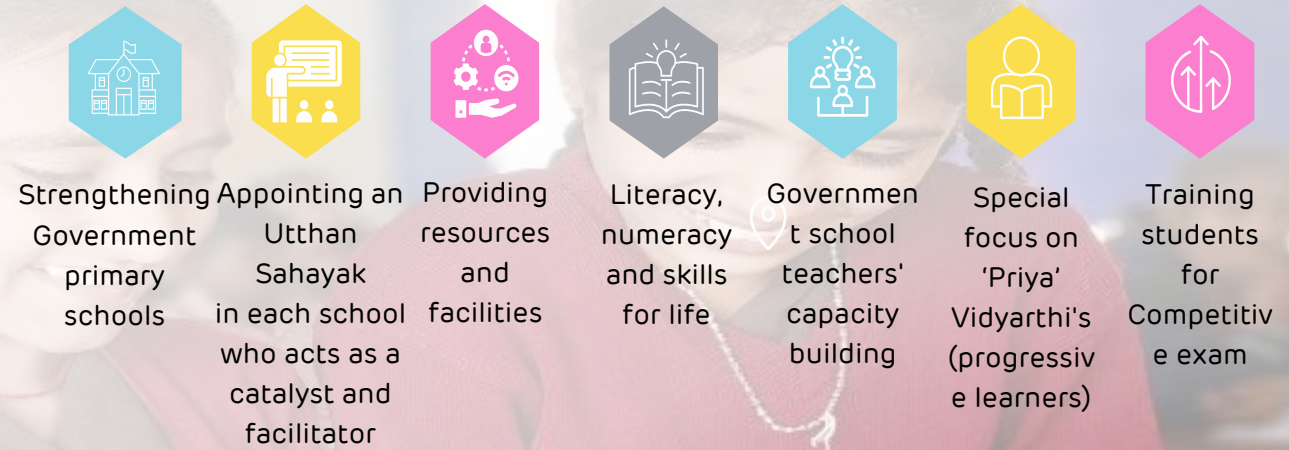 Strengthening
Government
primary
schools
Appointing an
Utthan
Sahayak
in each school
who acts as a
catalyst and
facilitator
Providing
resources
and
facilities
Literacy,
numeracy
and skills
for life
Governmen
t school
teachers'
capacity
building
Special
focus on
‘Priya’
Vidyarthi's
(progressiv
e learners)
Training
students
for
Competitiv
e exam